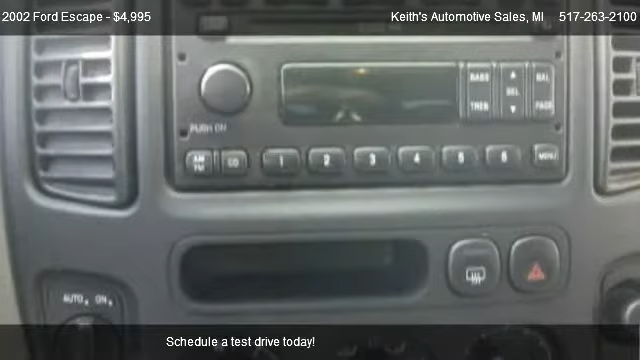 2002 Ford Escape - $4,995
Keith's Automotive Sales, MI 517-263-2100
BASS SEL BAL
TREB FADE
PUSH ON
AM FM CD 1 2 3 4 5 6 MENU
AUTO ON
Schedule a test drive today!